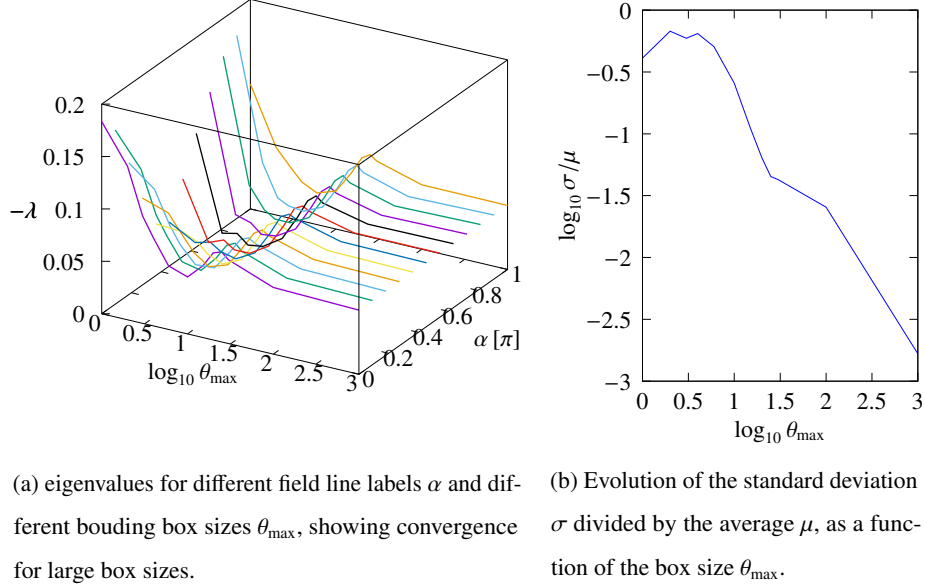 0.2
0.15
0.1
0.05
0
−λ
0
0.5
1
1.5
2
2.5
3
log₁₀ θmax
0
0.2
0.4
0.6
0.8
1
α [π]
(a) eigenvalues for different field line labels α and dif-
ferent bouding box sizes θmax, showing convergence
for large box sizes.
0
−0.5
−1
−1.5
−2
−2.5
−3
log₁₀ σ/μ
0 0.5 1 1.5 2 2.5 3
log₁₀ θmax
(b) Evolution of the standard deviation
σ divided by the average μ, as a func-
tion of the box size θmax.